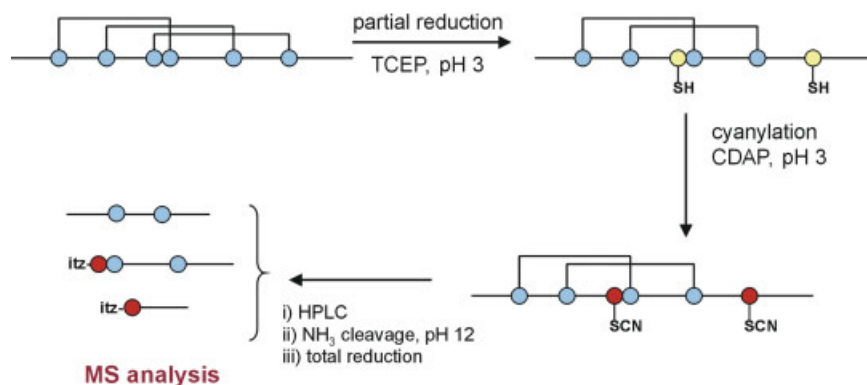 partial reduction
TCEP, pH 3
SH
SH
cyanylation
CDAP, pH 3
SCN
SCN
i) HPLC
ii) NH₃ cleavage, pH 12
iii) total reduction
itz
itz
MS analysis